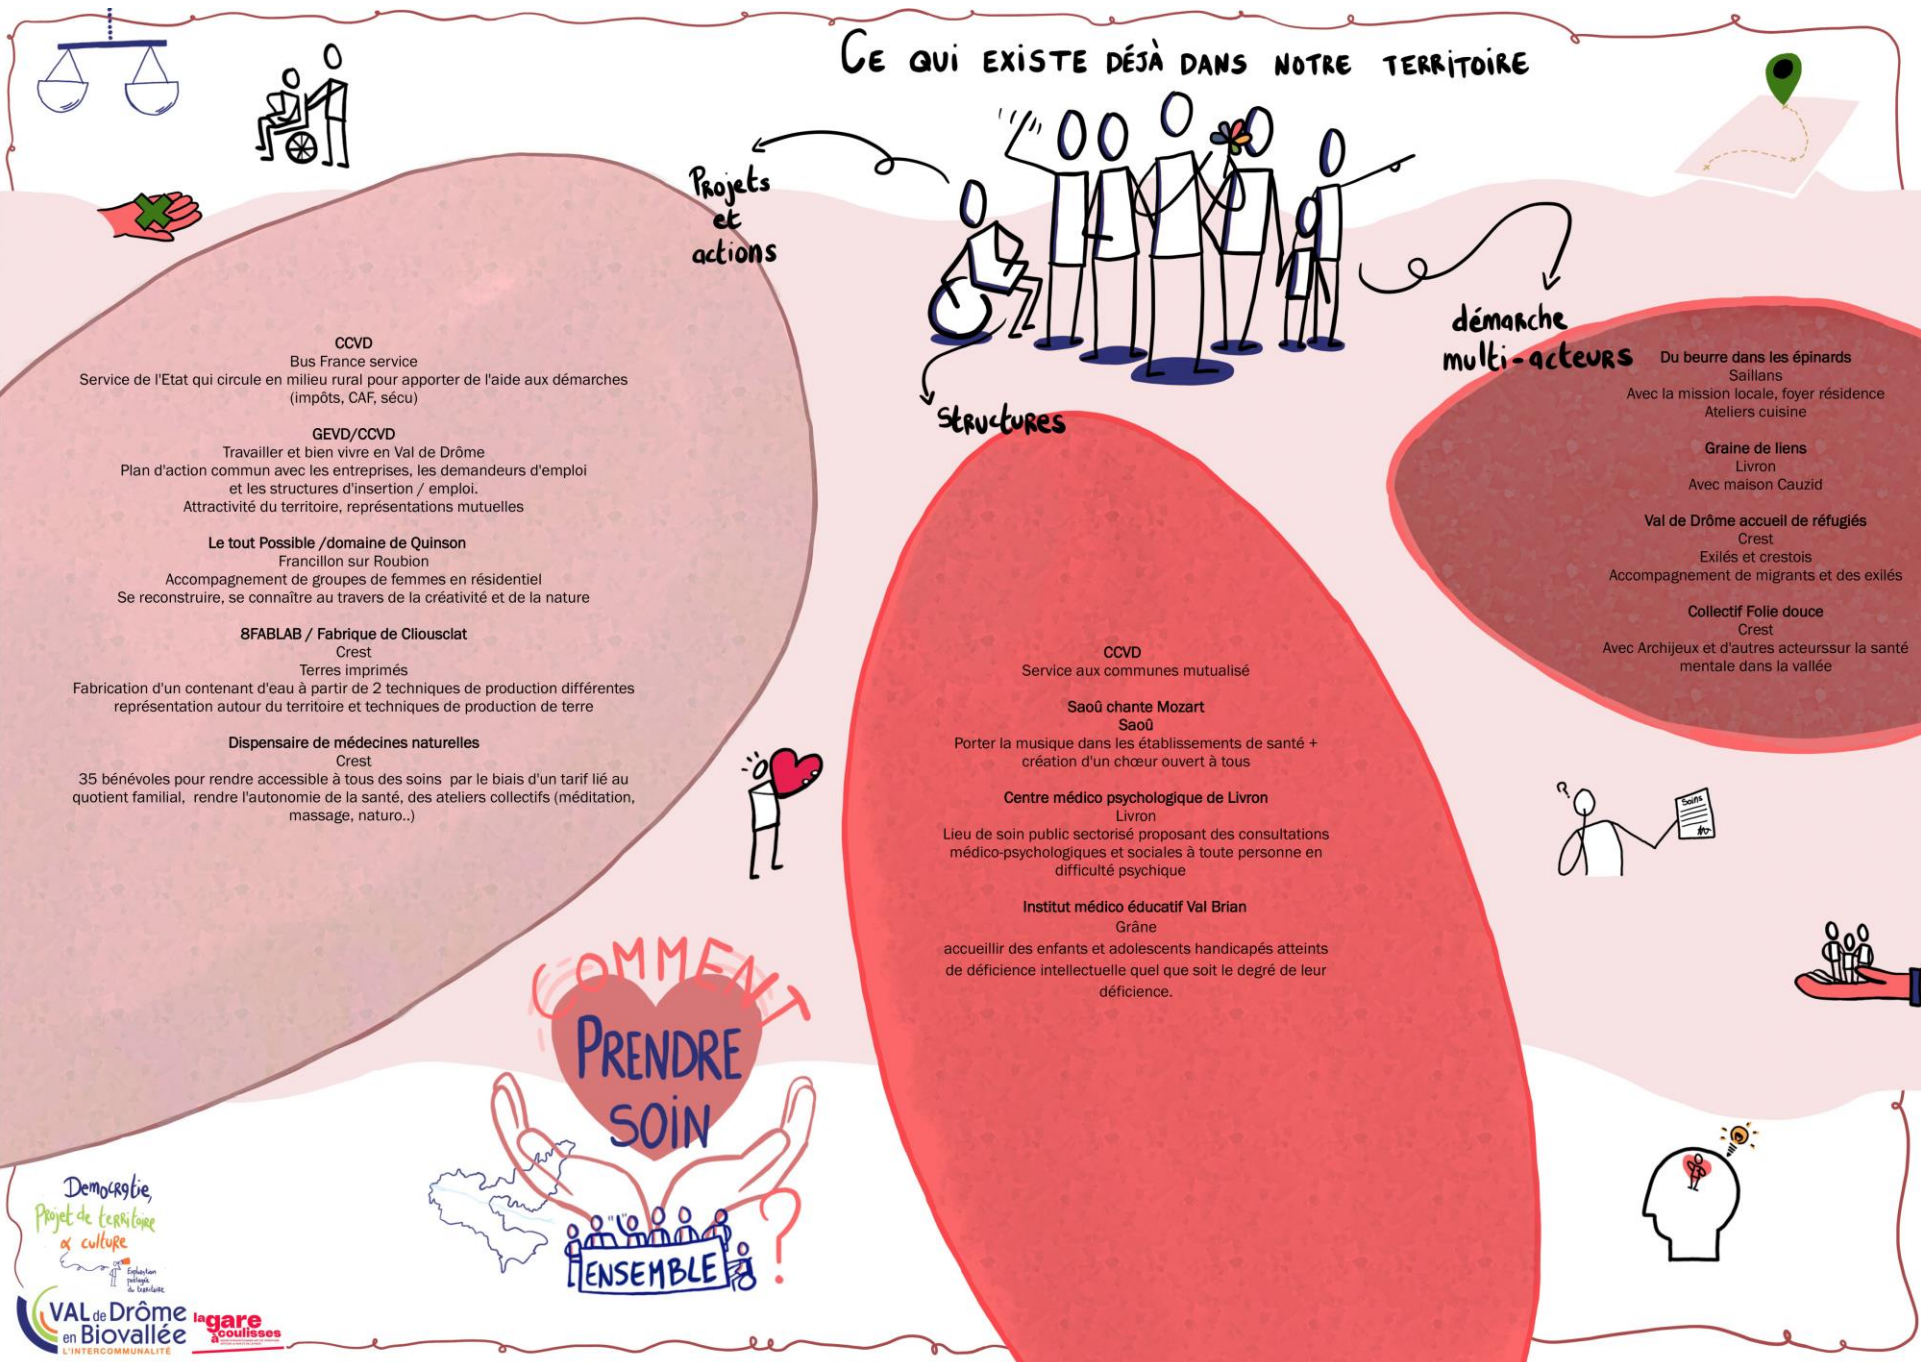 CE QUI EXISTE DÉJÀ DANS NOTRE TERRITOIRE
Projets
et
actions
démarche
multi-acteurs
Structures
CCVD
Bus France service
Service de l'Etat qui circule en milieu rural pour apporter de l'aide aux démarches
(impôts, CAF, sécu)
GEVD/CCVD
Travailler et bien vivre en Val de Drôme
Plan d'action commun avec les entreprises, les demandeurs d'emploi
et les structures d'insertion / emploi.
Attractivité du territoire, représentations mutuelles
Le tout Possible /domaine de Quinson
Francillon sur Roubion
Accompagnement de groupes de femmes en résidentiel
Se reconstruire, se connaître au travers de la créativité et de la nature
8FABLAB / Fabrique de Cliousclat
Crest
Terres imprimés
Fabrication d'un contenant d'eau à partir de 2 techniques de production différentes
représentation autour du territoire et techniques de production de terre
Dispensaire de médecines naturelles
Crest
35 bénévoles pour rendre accessible à tous des soins par le biais d'un tarif lié au
quotient familial, rendre l'autonomie de la santé, des ateliers collectifs (méditation,
massage, naturo..)
CCVD
Service aux communes mutualisé
Saoû chante Mozart
Saoû
Porter la musique dans les établissements de santé +
création d'un chœur ouvert à tous
Centre médico psychologique de Livron
Livron
Lieu de soin public sectorisé proposant des consultations
médico-psychologiques et sociales à toute personne en
difficulté psychique
Institut médico éducatif Val Brian
Grâne
accueillir des enfants et adolescents handicapés atteints
de déficience intellectuelle quel que soit le degré de leur
déficience.
Du beurre dans les épinards
Saillans
Avec la mission locale, foyer résidence
Ateliers cuisine
Graine de liens
Livron
Avec maison Cauzid
Val de Drôme accueil de réfugiés
Crest
Exilés et crestois
Accompagnement de migrants et des exilés
Collectif Folie douce
Crest
Avec Archijeux et d'autres acteurssur la santé
mentale dans la vallée
?
Soins
COMMENT
PRENDRE
SOIN
ENSEMBLE
?
Democratie,
Projet de territoire
& culture
Exploration
partagée
du territoire
VAL de Drôme
en Biovallée
L'INTERCOMMUNALITÉ
la gare
à coulisses